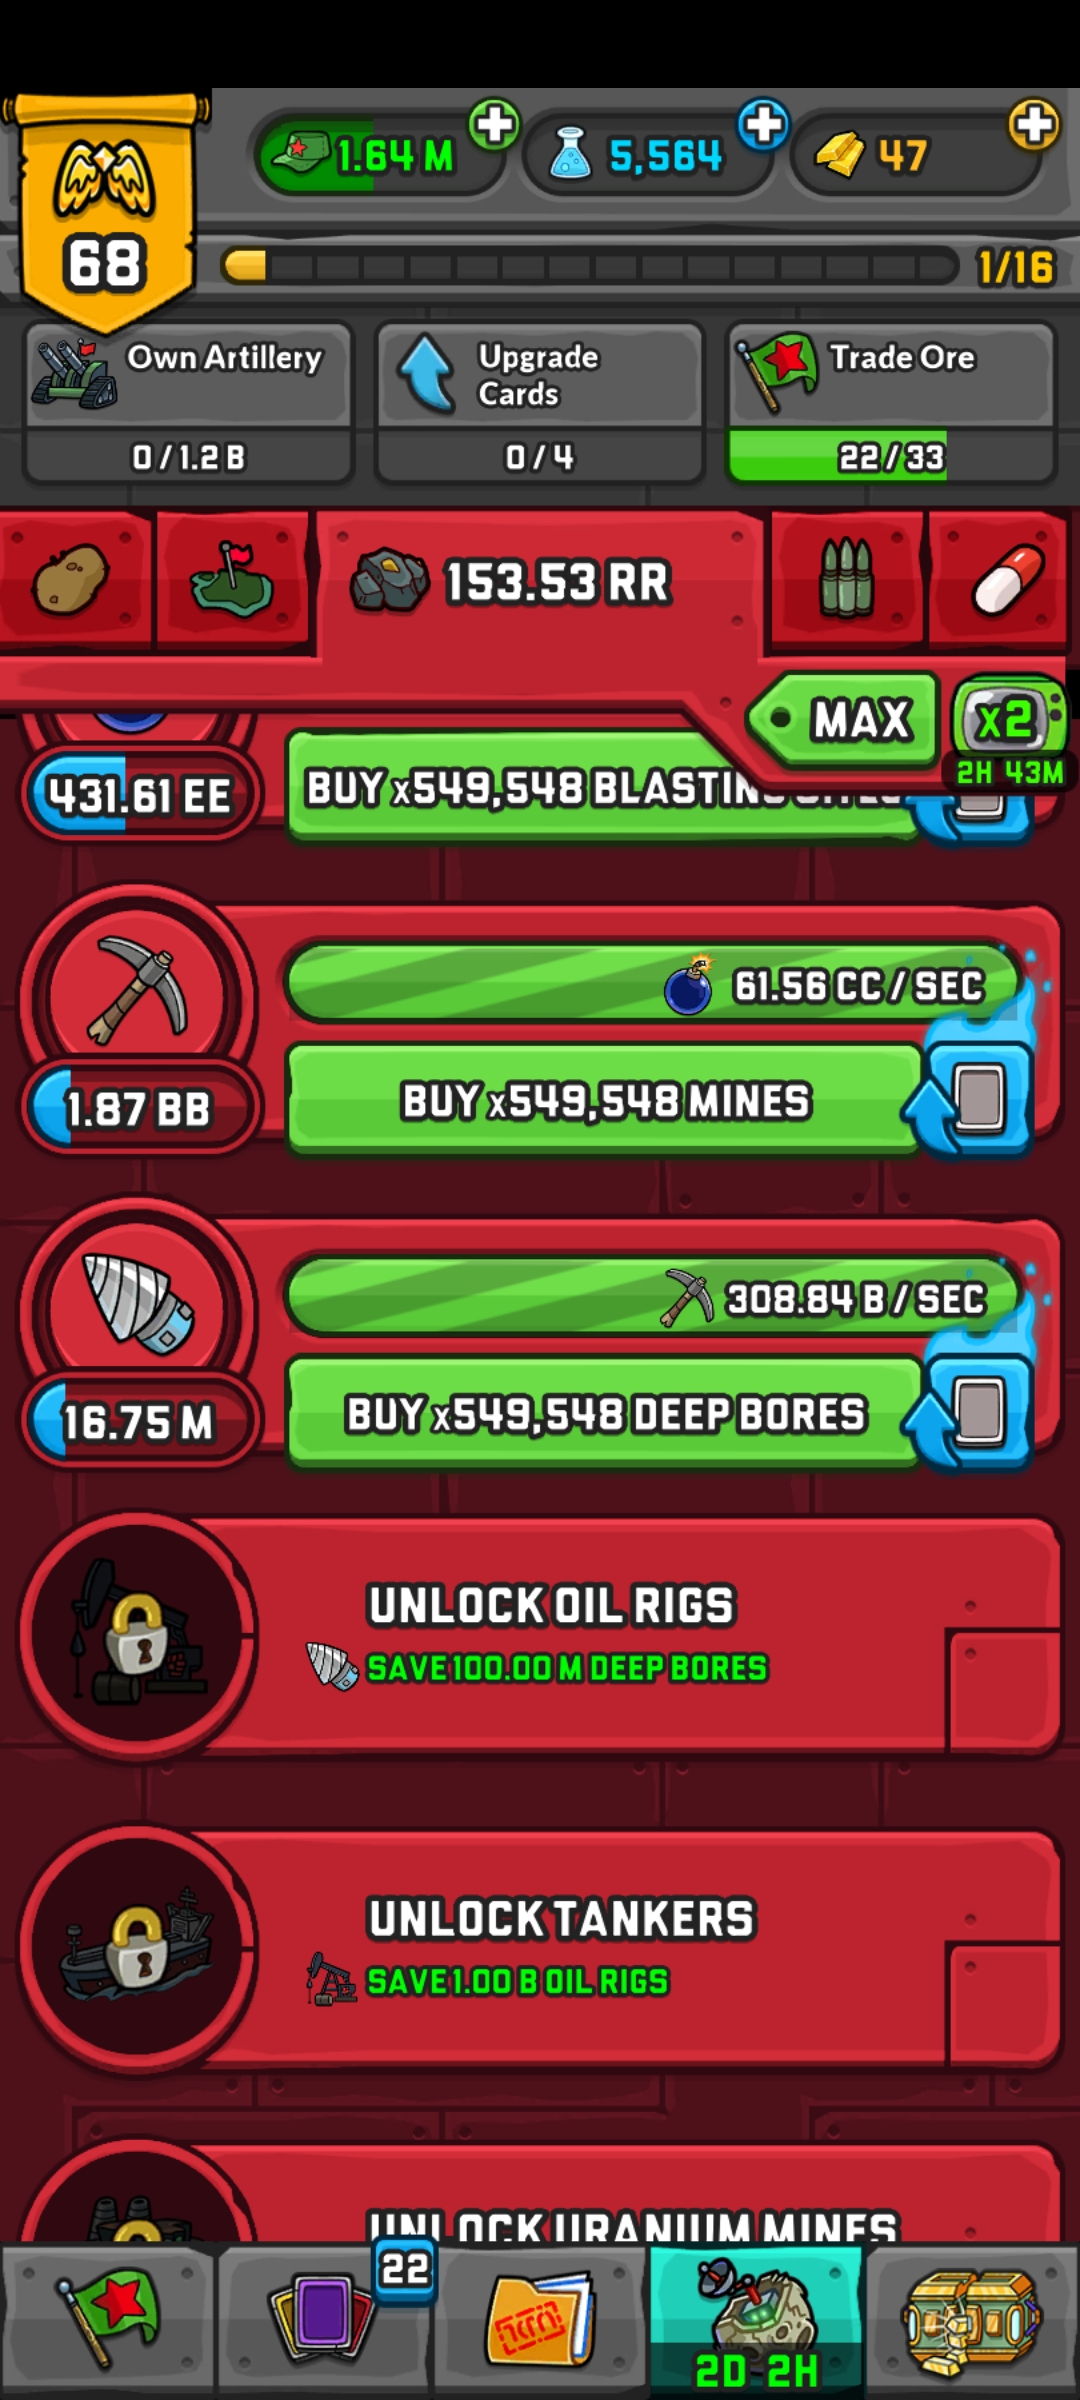 1.64 M
5,564
47
68
1/16
Own Artillery
0 / 1.2 B
Upgrade
Cards
0 / 4
Trade Ore
22 / 33
153.53 RR
MAX
x2
2H 43M
431.61 EE
BUY x549,548
61.56 CC / SEC
1.87 BB
BUY x549,548 MINES
308.84 B / SEC
16.75 M
BUY x549,548 DEEP BORES
UNLOCK OIL RIGS
SAVE 100.00 M DEEP BORES
UNLOCK TANKERS
SAVE 1.00 B OIL RIGS
UNLOCK URANIUM MINES
22
2D 2H